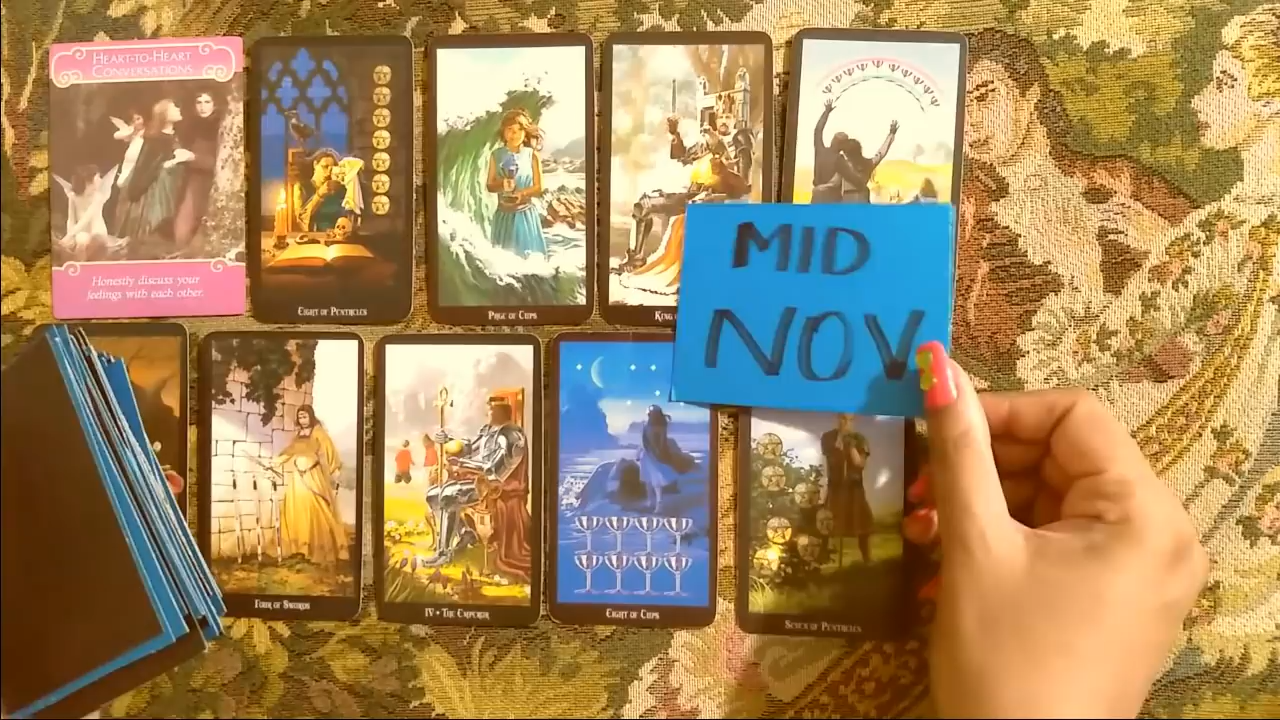 HEART-TO-HEART
CONVERSATIONS
Honestly discuss your
feelings with each other.
EIGHT OF PENTACLES
PAGE OF CUPS
KING
MID
NOV
FOUR OF SWORDS
IV • THE EMPEROR
EIGHT OF CUPS
SEVEN OF PENTACLES